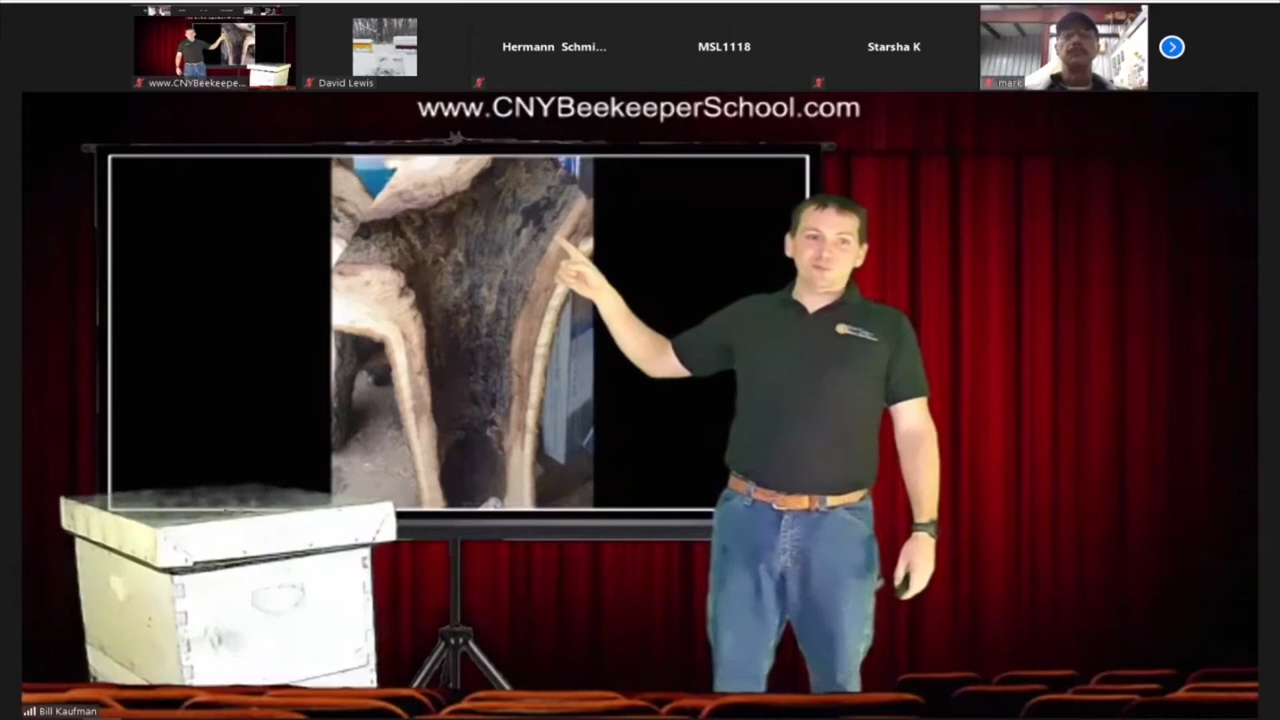 www.CNYBeekeepe...
David Lewis
Hermann Schmi...
MSL1118
Starsha K
mark
www.CNYBeekeeperSchool.com
Bill Kaufman